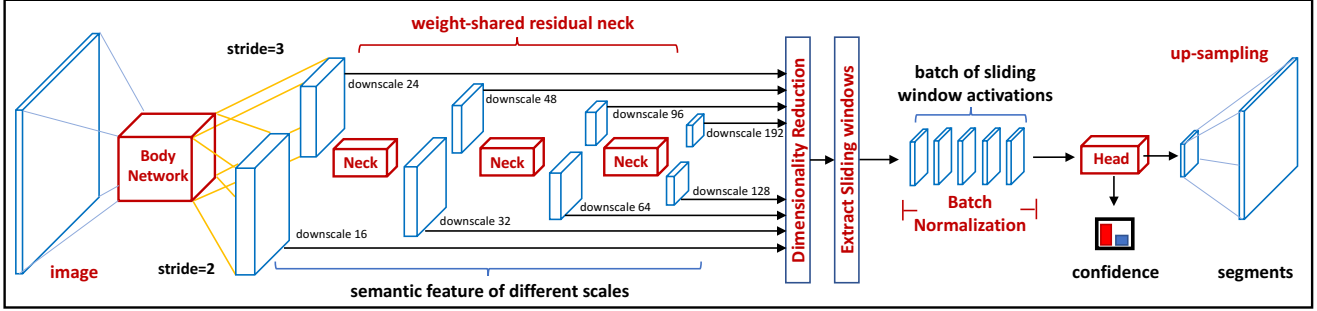 weight-shared residual neck
stride=3
up-sampling
downscale 24
downscale 48
downscale 96
downscale 192
batch of sliding
window activations
Body
Network
Neck
Neck
Neck
Dimensionality Reduction
Extract Sliding windows
Head
downscale 128
downscale 64
downscale 32
downscale 16
Batch
Normalization
image
stride=2
semantic feature of different scales
confidence
segments